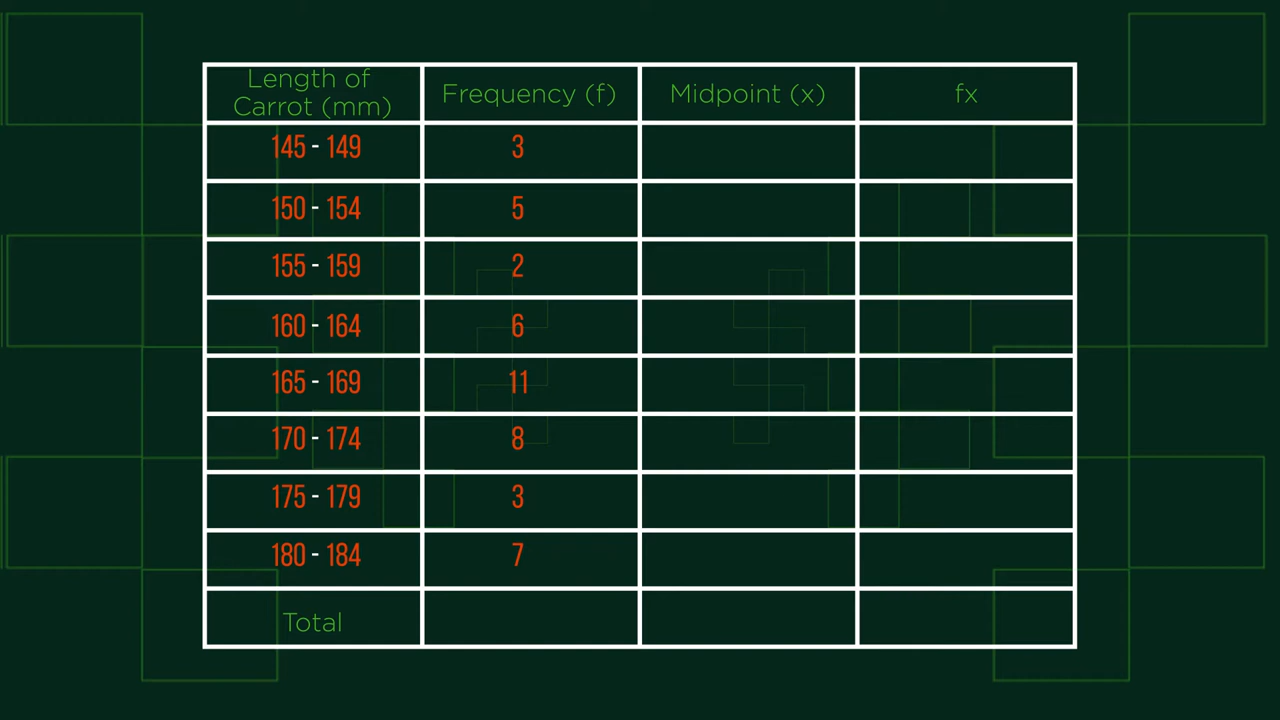 Length of
Carrot (mm)
Frequency (f)
Midpoint (x)
fx
145 - 149
3
150 - 154
5
155 - 159
2
160 - 164
6
165 - 169
11
170 - 174
8
175 - 179
3
180 - 184
7
Total